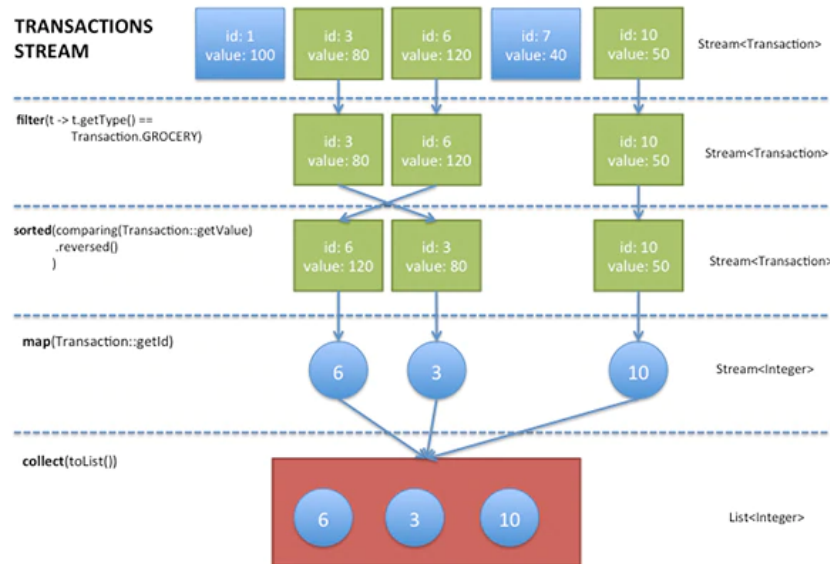 TRANSACTIONS
STREAM
id: 1
value: 100
id: 3
value: 80
id: 6
value: 120
id: 7
value: 40
id: 10
value: 50
Stream<Transaction>
filter(t -> t.getType() ==
Transaction.GROCERY)
id: 3
value: 80
id: 6
value: 120
id: 10
value: 50
Stream<Transaction>
sorted(comparing(Transaction::getValue)
.reversed()
)
id: 6
value: 120
id: 3
value: 80
id: 10
value: 50
Stream<Transaction>
map(Transaction::getId)
6
3
10
Stream<Integer>
collect(toList())
6
3
10
List<Integer>